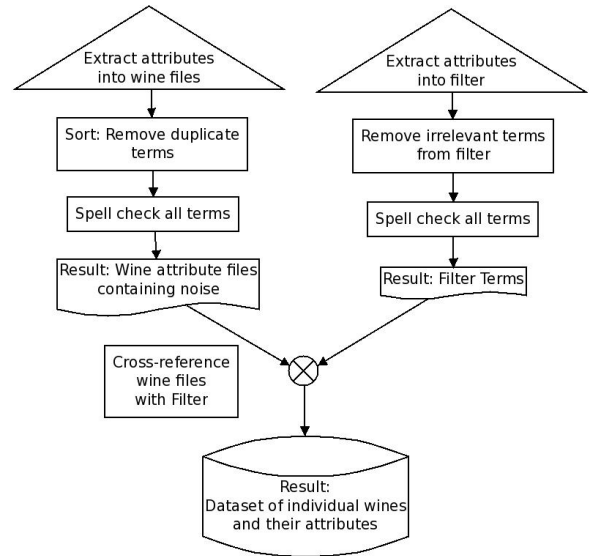 Extract attributes
into wine files
Sort: Remove duplicate
terms
Spell check all terms
Result: Wine attribute files
containing noise
Extract attributes
into filter
Remove irrelevant terms
from filter
Spell check all terms
Result: Filter Terms
Cross-reference
wine files
with Filter
Result:
Dataset of individual wines
and their attributes